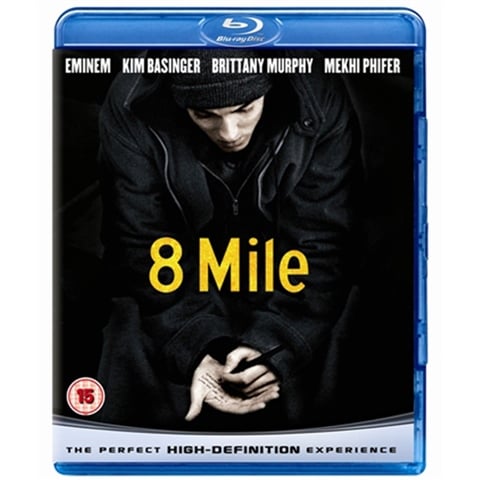 Blu-ray Disc
EMINEM KIM BASINGER BRITTANY MURPHY MEKHI PHIFER
8 Mile
15
THE PERFECT HIGH-DEFINITION EXPERIENCE